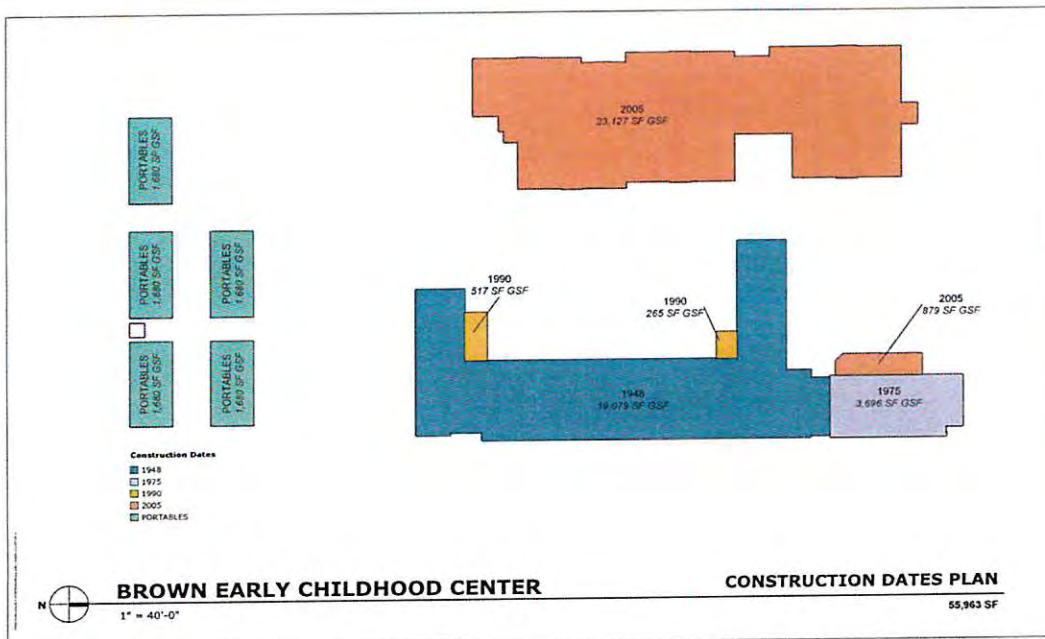 2005
23,127 SF GSF
PORTABLES
1,680 SF GSF
PORTABLES
1,680 SF GSF
PORTABLES
1,680 SF GSF
PORTABLES
1,680 SF GSF
PORTABLES
1,680 SF GSF
1990
517 SF GSF
1990
265 SF GSF
2005
879 SF GSF
1948
19,079 SF GSF
1975
3,696 SF GSF
Construction Dates
1948
1975
1990
2005
PORTABLES
N
BROWN EARLY CHILDHOOD CENTER
1" = 40'-0"
CONSTRUCTION DATES PLAN
55,963 SF